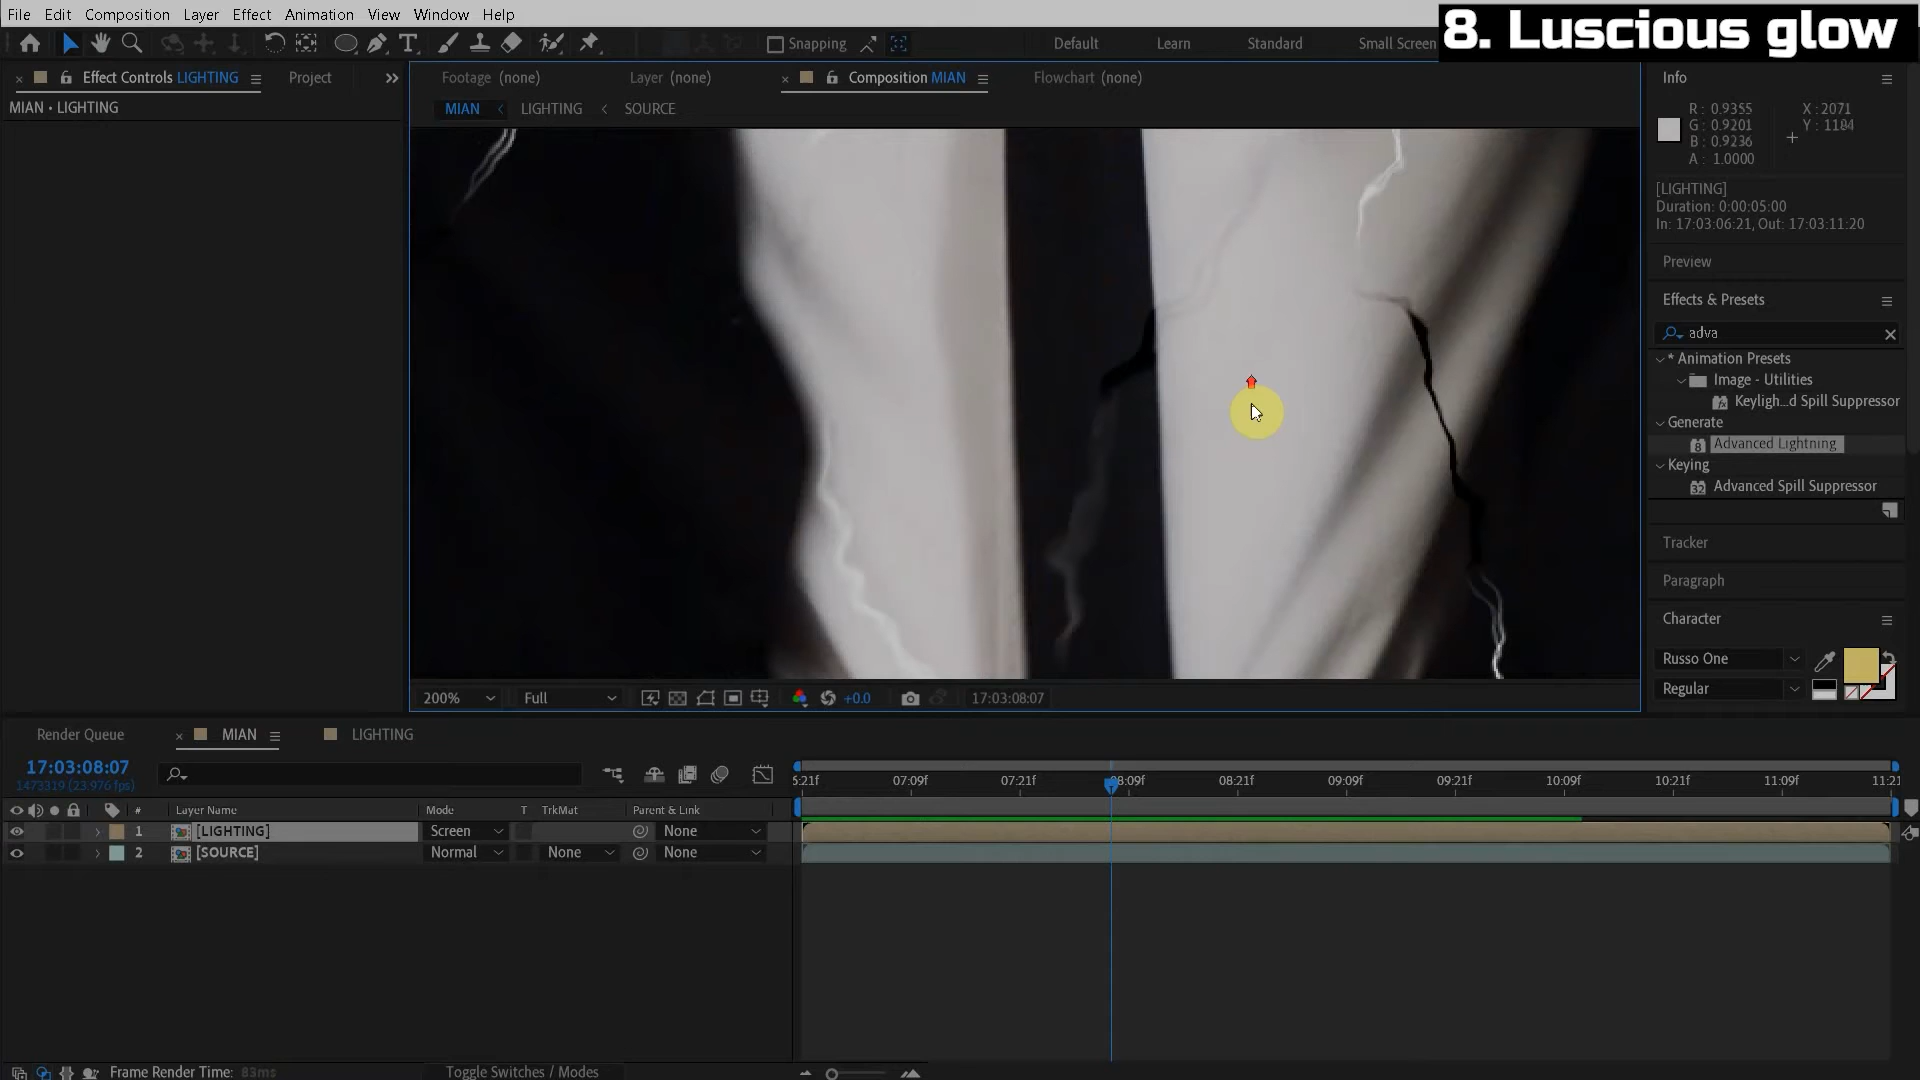 File Edit Composition Layer Effect Animation View Window Help
8. Luscious glow
Snapping
Default Learn Standard Small Screen
Effect Controls LIGHTING
Project
Footage (none) Layer (none) Composition MIAN Flowchart (none)
MIAN • LIGHTING
MIAN LIGHTING SOURCE
Info
R : 0.9355 X : 2071
G : 0.9201
B : 0.9236
A : 1.0000
[LIGHTING]
Duration: 0:00:05:00
In: 17:03:06:21, Out: 17:03:11:20
Preview
Effects & Presets
adva
* Animation Presets
Image - Utilities
Keyligh...d Spill Suppressor
Generate
Advanced Lightning
Keying
Advanced Spill Suppressor
Tracker
Paragraph
Character
Russo One
Regular
200% Full +0.0 17:03:08:07
Render Queue MIAN LIGHTING
17:03:08:07
1473319 (23.976 fps)
5:21f 07:09f 07:21f 08:09f 08:21f 09:09f 09:21f 10:09f 10:21f 11:09f 11:21
# Layer Name Mode T TrkMat Parent & Link
1 [LIGHTING] Screen None
2 [SOURCE] Normal None None
Frame Render Time: 83ms Toggle Switches / Modes